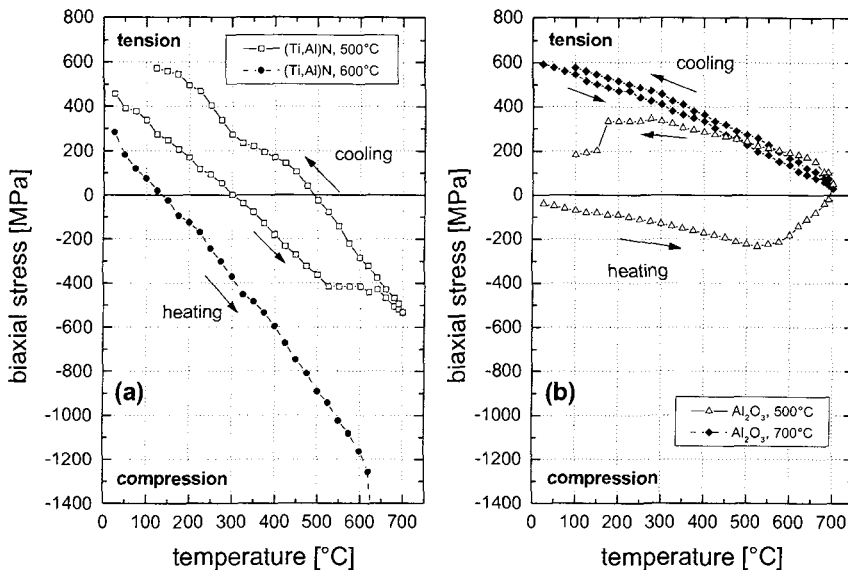 tension
(Ti,Al)N, 500°C
(Ti,Al)N, 600°C
cooling
heating
(a)
compression
800
600
400
200
0
-200
-400
-600
-800
-1000
-1200
-1400
biaxial stress [MPa]
0 100 200 300 400 500 600 700
temperature [°C]
tension
cooling
heating
(b)
Al₂O₃, 500°C
Al₂O₃, 700°C
compression
800
600
400
200
0
-200
-400
-600
-800
-1000
-1200
-1400
biaxial stress [MPa]
0 100 200 300 400 500 600 700
temperature [°C]